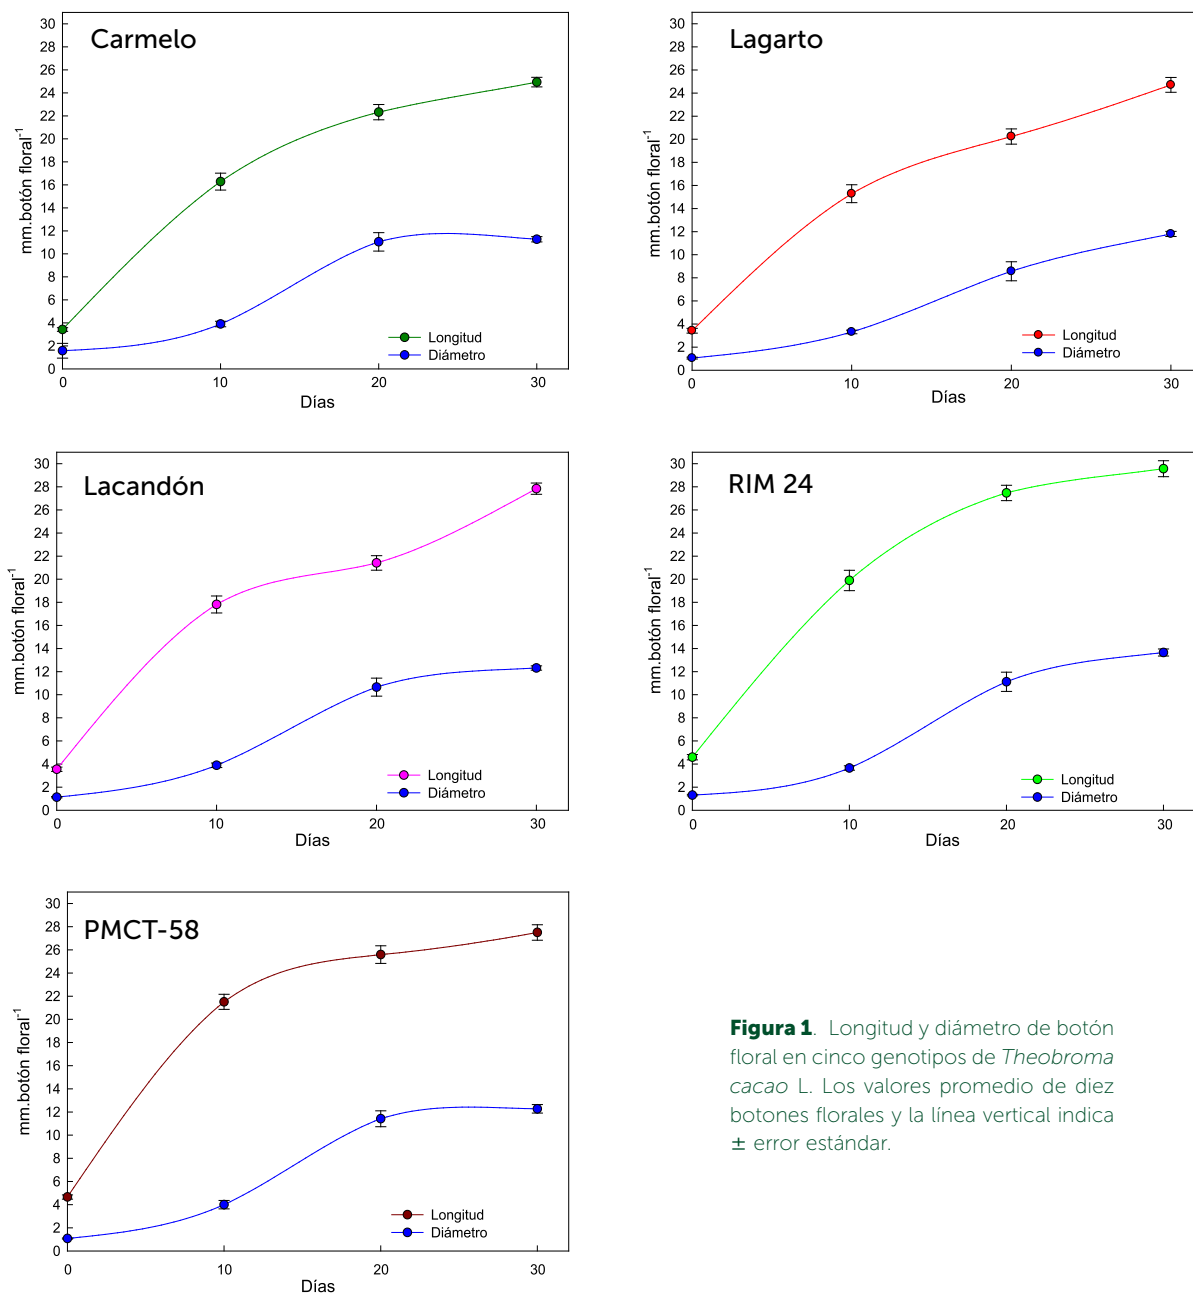 Carmelo
mm.botón floral-1
30
28
26
24
22
20
18
16
14
12
10
8
6
4
2
0
Longitud
Diámetro
0 10 20 30
Días
Lagarto
mm.botón floral-1
30
28
26
24
22
20
18
16
14
12
10
8
6
4
2
0
Longitud
Diámetro
0 10 20 30
Días
Lacandón
mm.botón floral-1
30
28
26
24
22
20
18
16
14
12
10
8
6
4
2
0
Longitud
Diámetro
0 10 20 30
Días
RIM 24
mm.botón floral-1
30
28
26
24
22
20
18
16
14
12
10
8
6
4
2
0
Longitud
Diámetro
0 10 20 30
Días
PMCT-58
mm.botón floral-1
30
28
26
24
22
20
18
16
14
12
10
8
6
4
2
0
Longitud
Diámetro
0 10 20 30
Días
Figura 1. Longitud y diámetro de botón
floral en cinco genotipos de Theobroma
cacao L. Los valores promedio de diez
botones florales y la línea vertical indica
± error estándar.